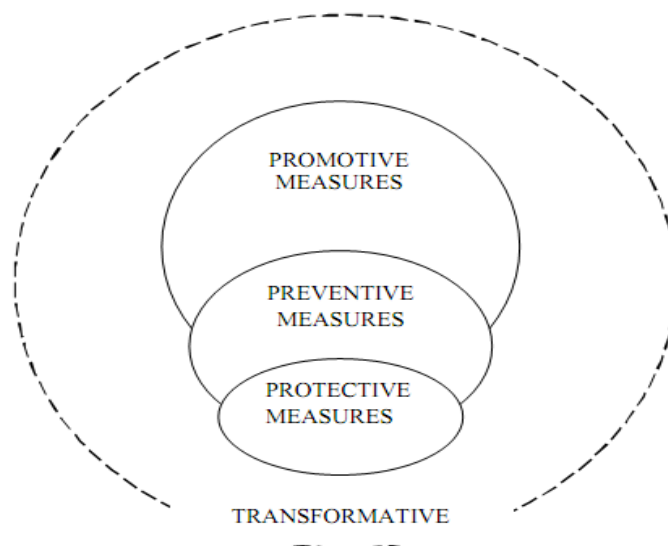 PROMOTIVE
MEASURES
PREVENTIVE
MEASURES
PROTECTIVE
MEASURES
TRANSFORMATIVE